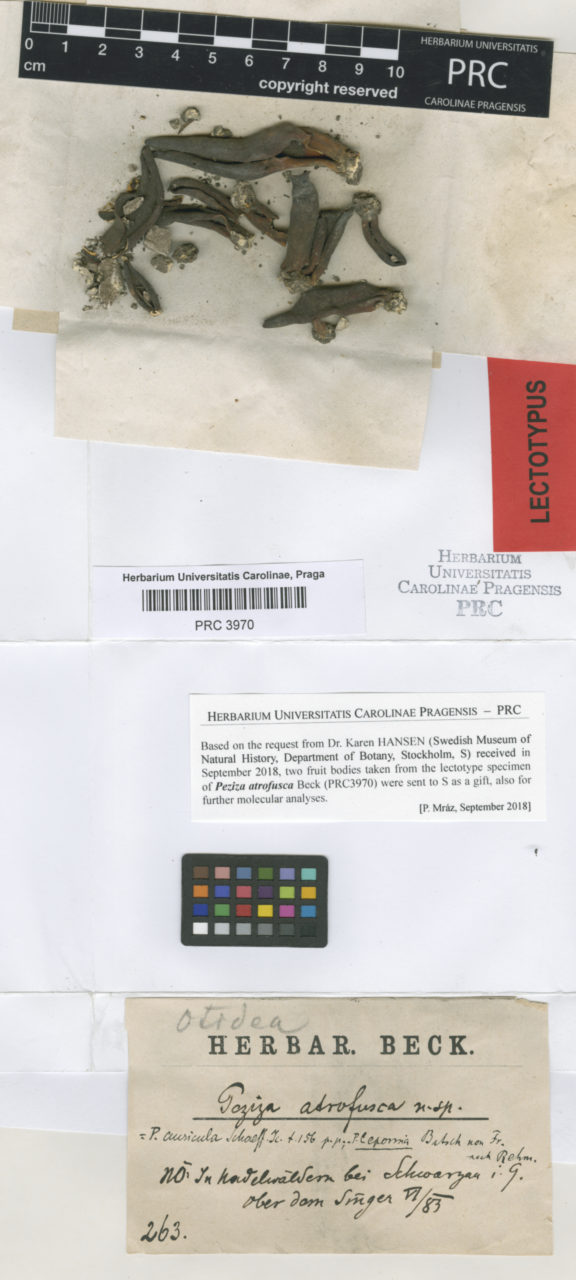 0 1 2 3 4 5 6 7 8 9 10
cm
copyright reserved
HERBARIUM UNIVERSITATIS
PRC
CAROLINAE PRAGENSIS
LECTOTYPUS
HERBARIUM
UNIVERSITATIS
CAROLINAE PRAGENSIS
PRC
Herbarium Universitatis Carolinae, Praga
PRC 3970
HERBARIUM UNIVERSITATIS CAROLINAE PRAGENSIS – PRC
Based on the request from Dr. Karen HANSEN (Swedish Museum of
Natural History, Department of Botany, Stockholm, S) received in
September 2018, two fruit bodies taken from the lectotype specimen
of Peziza atrofusca Beck (PRC3970) were sent to S as a gift, also for
further molecular analyses.
[P. Mráz, September 2018]
Otidea
HERBAR. BECK.
Peziza atrofusca n. sp.
= P. auricula Schaeff. t. 156 p.p. P. leporina Batsch non Fr.
nach Rehm.
NÖ. In Nadelwäldern bei Schwarzau i. G.
Ober dem Singer VI/83
263.